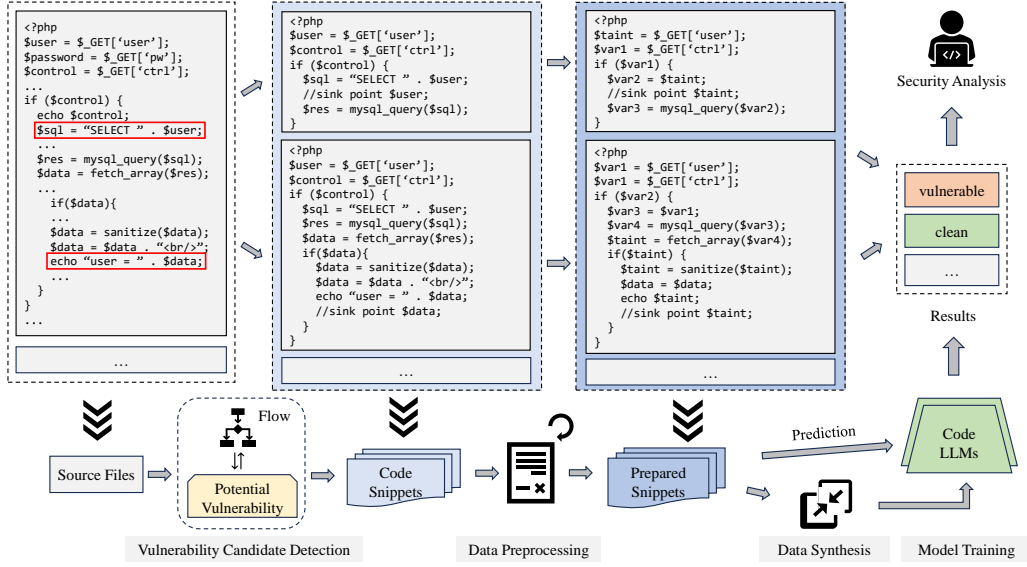 <?php
$user = $_GET[‘user’];
$password = $_GET[‘pw’];
$control = $_GET[‘ctrl’];
...
if ($control) {
echo $control;
$sql = “SELECT ” . $user;
...
$res = mysql_query($sql);
$data = fetch_array($res);
...
if($data){
...
$data = sanitize($data);
$data = $data . “<br/>”;
echo “user = ” . $data;
...
}
}
...
...
<?php
$user = $_GET[‘user’];
$control = $_GET[‘ctrl’];
if ($control) {
$sql = “SELECT ” . $user;
//sink point $user;
$res = mysql_query($sql);
}
<?php
$user = $_GET[‘user’];
$control = $_GET[‘ctrl’];
if ($control) {
$sql = “SELECT ” . $user;
$res = mysql_query($sql);
$data = fetch_array($res);
if($data){
$data = sanitize($data);
$data = $data . “<br/>”;
echo “user = ” . $data;
//sink point $data;
}
}
...
<?php
$taint = $_GET[‘user’];
$var1 = $_GET[‘ctrl’];
if ($var1) {
$var2 = $taint;
//sink point $taint;
$var3 = mysql_query($var2);
}
<?php
$var1 = $_GET[‘user’];
$var1 = $_GET[‘ctrl’];
if ($var2) {
$var3 = $var1;
$var4 = mysql_query($var3);
$taint = fetch_array($var4);
if($taint) {
$taint = sanitize($taint);
$data = $data;
echo $taint;
//sink point $taint;
}
}
...
</>
Security Analysis
vulnerable
clean
...
Results
Source Files
Flow
Potential
Vulnerability
Code
Snippets
Prepared
Snippets
Prediction
Code
LLMs
Vulnerability Candidate Detection
Data Preprocessing
Data Synthesis
Model Training